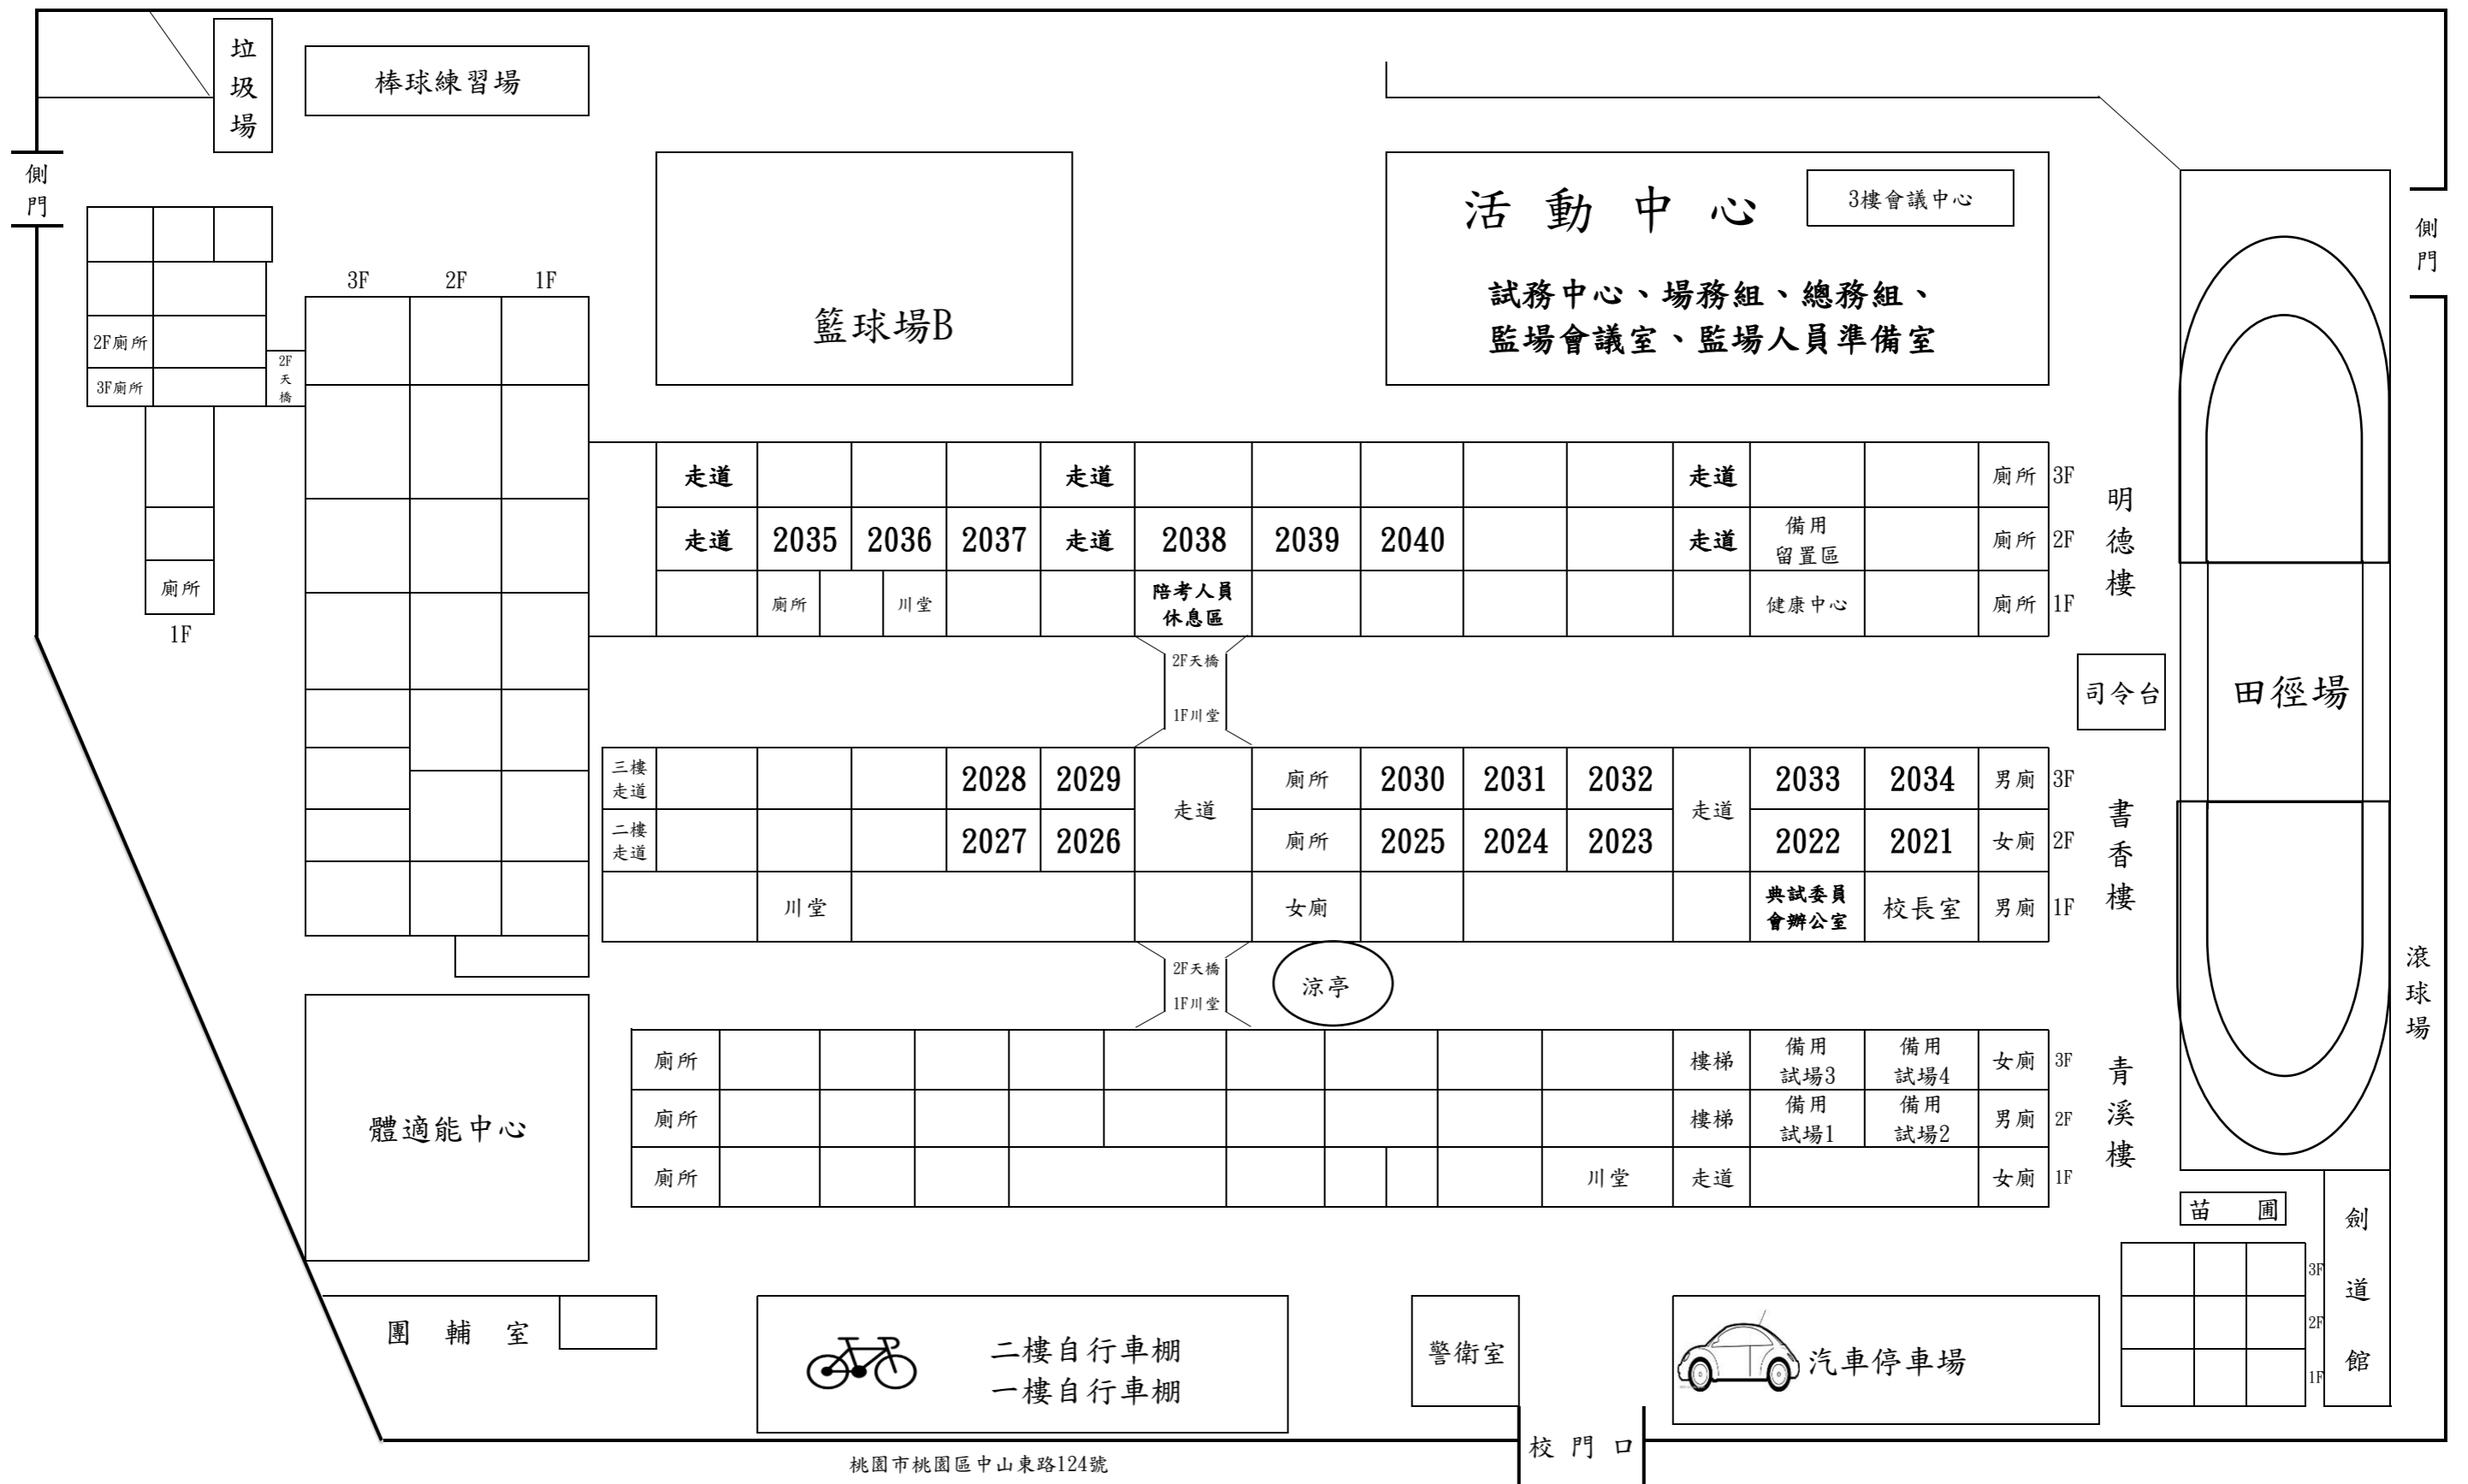 垃
圾
場
棒球練習場
側
門
活動中心
3樓會議中心
試務中心、場務組、總務組、
監場會議室、監場人員準備室
籃球場B
側
門
2F廁所
3F廁所
2F
天
橋
廁所
1F
3F 2F 1F
走道 走道 走道 廁所 3F
走道 2035 2036 2037 走道 2038 2039 2040 走道 備用
留置區 廁所 2F
廁所 川堂 陪考人員
休息區 健康中心 廁所 1F
明
德
樓
2F天橋
1F川堂
司令台
田徑場
三樓
走道 2028 2029 走道 廁所 2030 2031 2032 走道 2033 2034 男廁 3F
二樓
走道 2027 2026 廁所 2025 2024 2023 2022 2021 女廁 2F
川堂 女廁 典試委員
會辦公室 校長室 男廁 1F
書
香
樓
2F天橋
1F川堂
涼亭
滾
球
場
體適能中心
廁所 樓梯 備用
試場3 備用
試場4 女廁 3F
廁所 樓梯 備用
試場1 備用
試場2 男廁 2F
廁所 川堂 走道 女廁 1F
青
溪
樓
苗圃
劍
道
館
3F
2F
1F
團輔室
二樓自行車棚
一樓自行車棚
警衛室
汽車停車場
校門口
桃園市桃園區中山東路124號